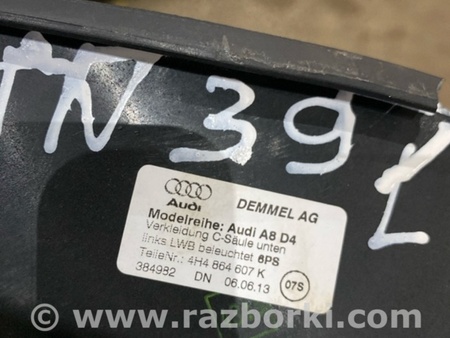 TN 39L
Audi
DEMMEL AG
Modelreihe: Audi A8 D4
Verkleidung C-Säule unten
links LWB beleuchtet 6PS
TeileNr.: 4H4 864 607 K
384982 DN 06.06.13 07S
www.razborki.com